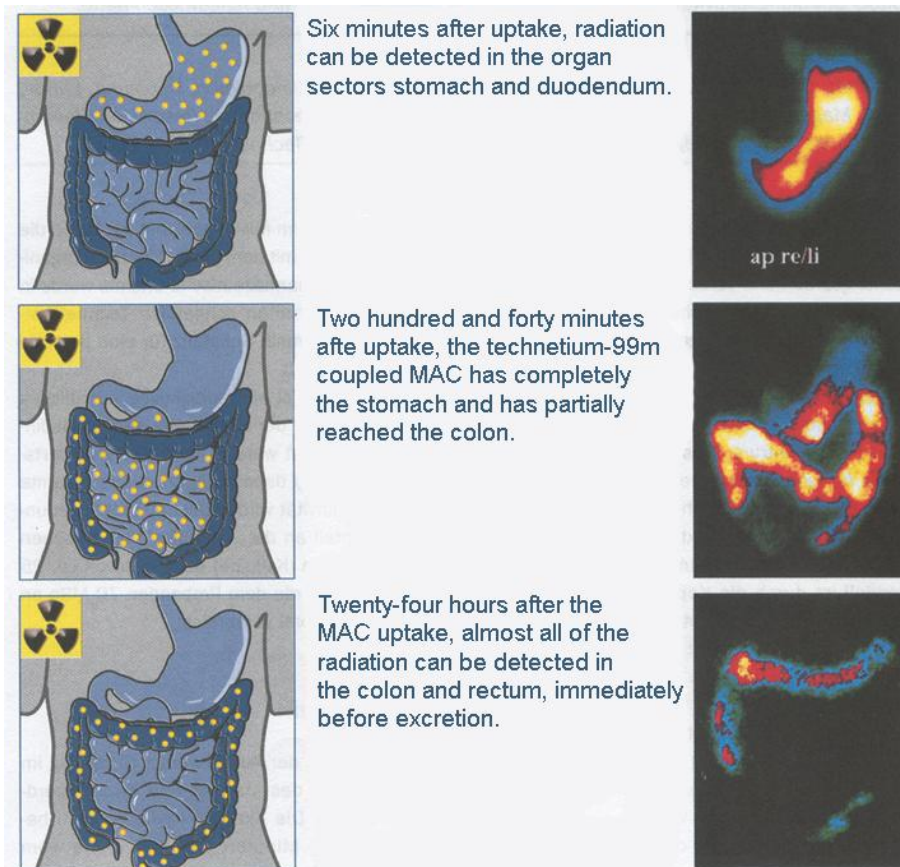 Six minutes after uptake, radiation
can be detected in the organ
sectors stomach and duodendum.
ap re/li
Two hundred and forty minutes
afte uptake, the technetium-99m
coupled MAC has completely
the stomach and has partially
reached the colon.
Twenty-four hours after the
MAC uptake, almost all of the
radiation can be detected in
the colon and rectum, immediately
before excretion.